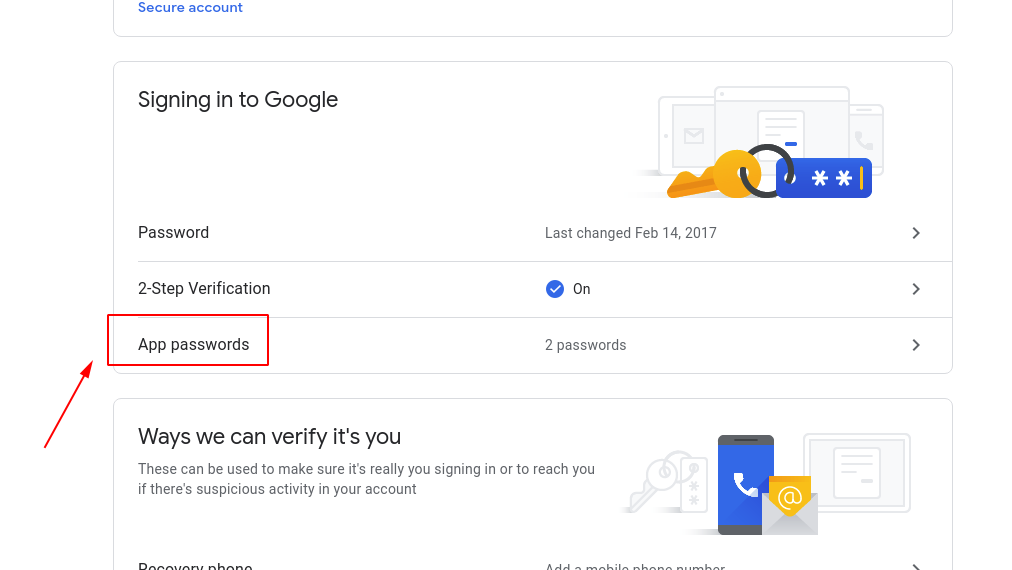 Secure account
Signing in to Google
Password
Last changed Feb 14, 2017
2-Step Verification
On
App passwords
2 passwords
Ways we can verify it's you
These can be used to make sure it's really you signing in or to reach you
if there's suspicious activity in your account
Recovery phone
Add a mobile phone number